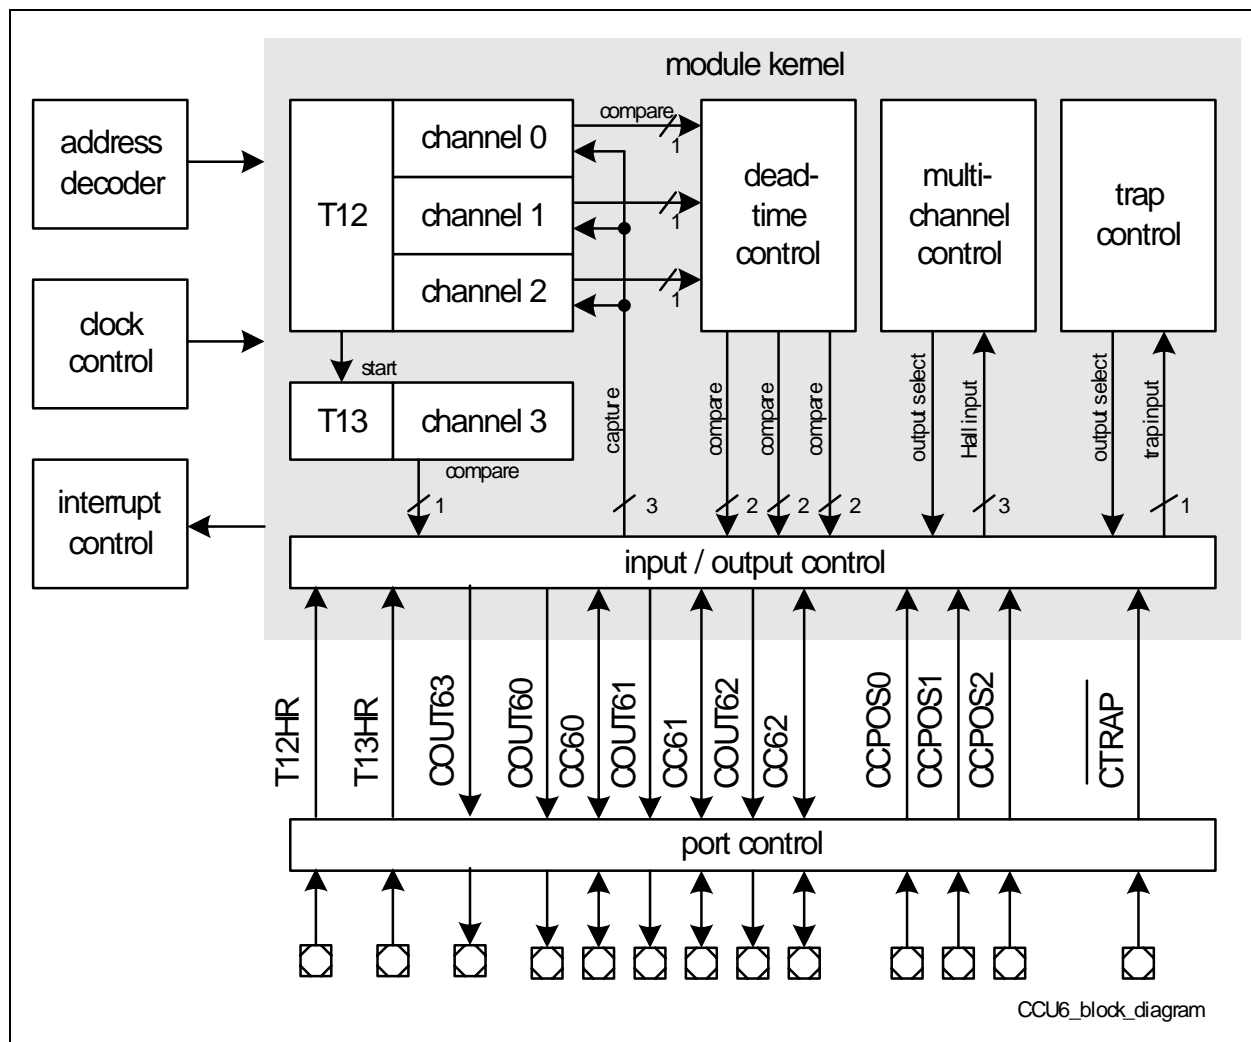 module kernel
address
decoder
clock
control
interrupt
control
T12
channel 0
channel 1
channel 2
compare
1
1
1
dead-
time
control
multi-
channel
control
trap
control
start
T13
channel 3
compare
1
capture
3
compare
2
compare
2
compare
2
output select
Hall input
3
output select
trap input
1
input / output control
T12HR
T13HR
COUT63
COUT60
CC60
COUT61
CC61
COUT62
CC62
CCPOS0
CCPOS1
CCPOS2
CTRAP
port control
CCU6_block_diagram